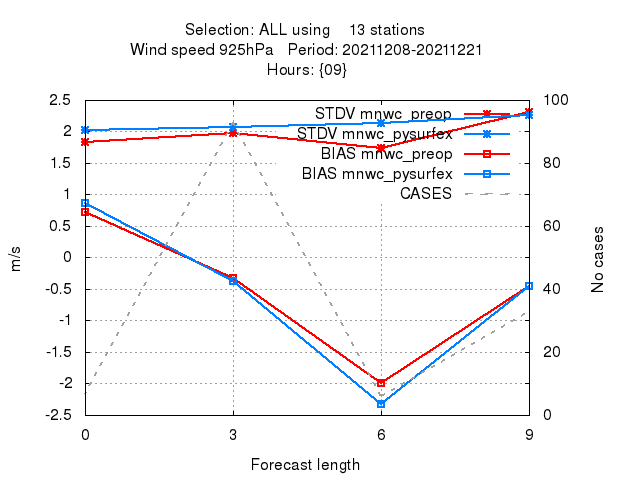 Selection: ALL using 13 stations
Wind speed 925hPa Period: 20211208-20211221
Hours: {09}
2.5
2
1.5
1
0.5
0
-0.5
-1
-1.5
-2
-2.5
100
80
60
40
20
0
STDV mnwc_preop
STDV mnwc_pysurfex
BIAS mnwc_preop
BIAS mnwc_pysurfex
CASES
m/s
No cases
0 3 6 9
Forecast length